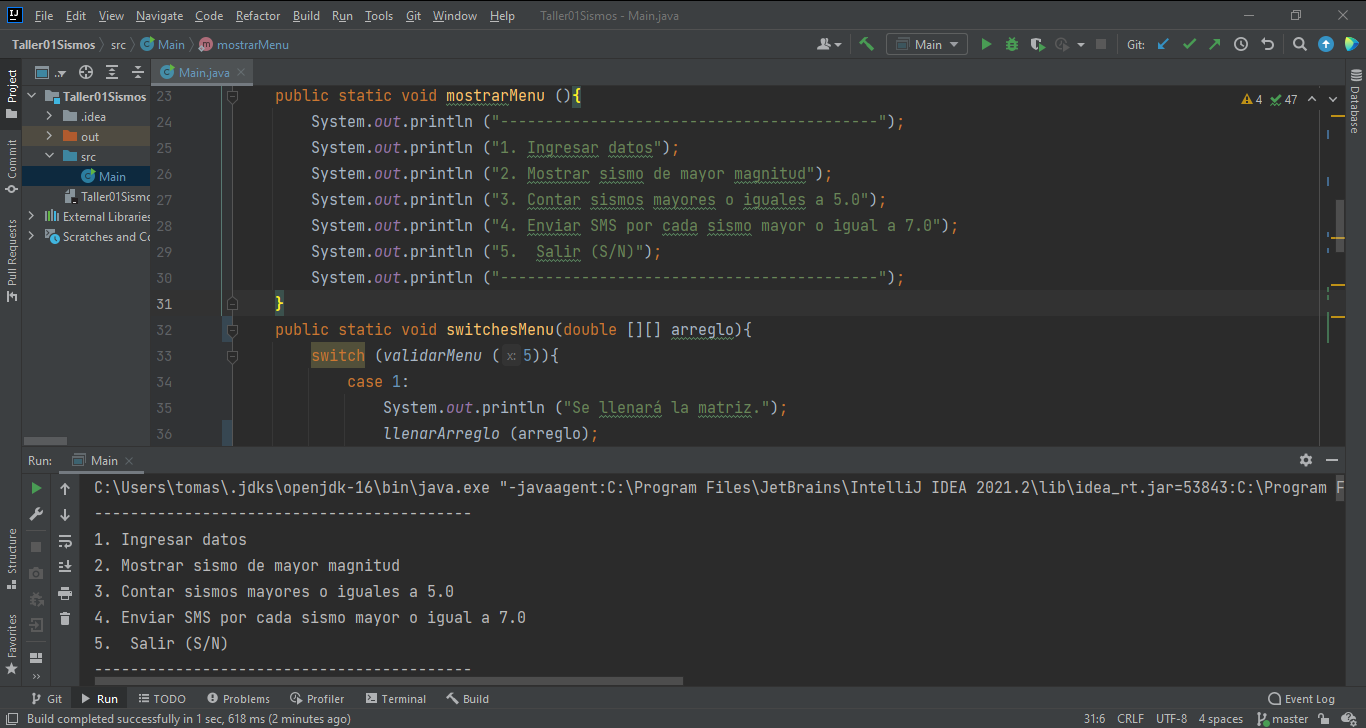 File Edit View Navigate Code Refactor Build Run Tools Git Window Help Taller01Sismos - Main.java
Taller01Sismos src Main mostrarMenu Main Git:
Project
Commit
Pull Requests
Structure
Favorites
Database
Taller01Sismos
.idea
out
src
Main
Taller01Sismo
External Libraries
Scratches and Co
Main.java
4 47
23 public static void mostrarMenu (){
24 System.out.println ("------------------------------------------");
25 System.out.println ("1. Ingresar datos");
26 System.out.println ("2. Mostrar sismo de mayor magnitud");
27 System.out.println ("3. Contar sismos mayores o iguales a 5.0");
28 System.out.println ("4. Enviar SMS por cada sismo mayor o igual a 7.0");
29 System.out.println ("5.  Salir (S/N)");
30 System.out.println ("------------------------------------------");
31 }
32 public static void switchesMenu(double [][] arreglo){
33 switch (validarMenu ( x: 5)){
34 case 1:
35 System.out.println ("Se llenará la matriz.");
36 llenarArreglo (arreglo);
Run: Main
C:\Users\tomas\.jdks\openjdk-16\bin\java.exe "-javaagent:C:\Program Files\JetBrains\IntelliJ IDEA 2021.2\lib\idea_rt.jar=53843:C:\Program F
------------------------------------------
1. Ingresar datos
2. Mostrar sismo de mayor magnitud
3. Contar sismos mayores o iguales a 5.0
4. Enviar SMS por cada sismo mayor o igual a 7.0
5.  Salir (S/N)
------------------------------------------
Git Run TODO Problems Profiler Terminal Build Event Log
Build completed successfully in 1 sec, 618 ms (2 minutes ago) 31:6 CRLF UTF-8 4 spaces master